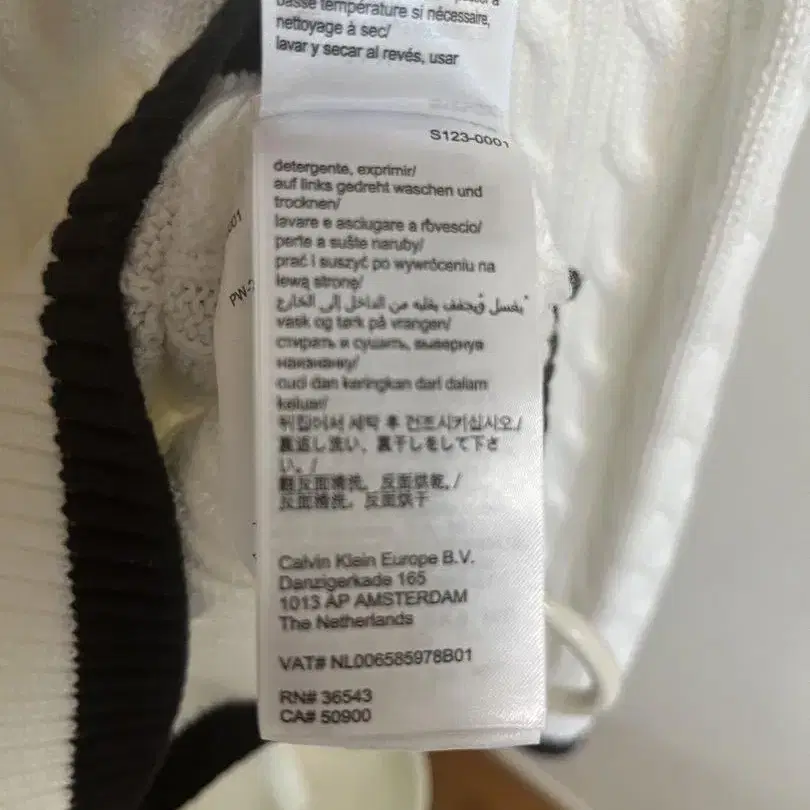 basse température si nécessaire,
nettoyage à sec/
lavar y secar al revés, usar
S123-0001
detergente, exprimir/
auf links gedreht waschen und
trocknen/
lavare e asciugare a rovescio/
perte a sušte naruby/
prać i suszyć po wywróceniu na
lewą stronę/
يغسل ويجفف بقلبه من الداخل إلى الخارج/
vask og tørk på vrangen/
стирать и сушить, вывернув
наизнанку/
cuci dan keringkan dari dalam
keluar/
뒤집어서 세탁 후 건조시키십시오./
裏返し洗い、裏干しをして下さ
い。/
翻反面清洗。反面烘乾。/
反面清洗。反面烘干
Calvin Klein Europe B.V.
Danzigerkade 165
1013 AP AMSTERDAM
The Netherlands
VAT# NL006585978B01
RN# 36543
CA# 50900
PW-